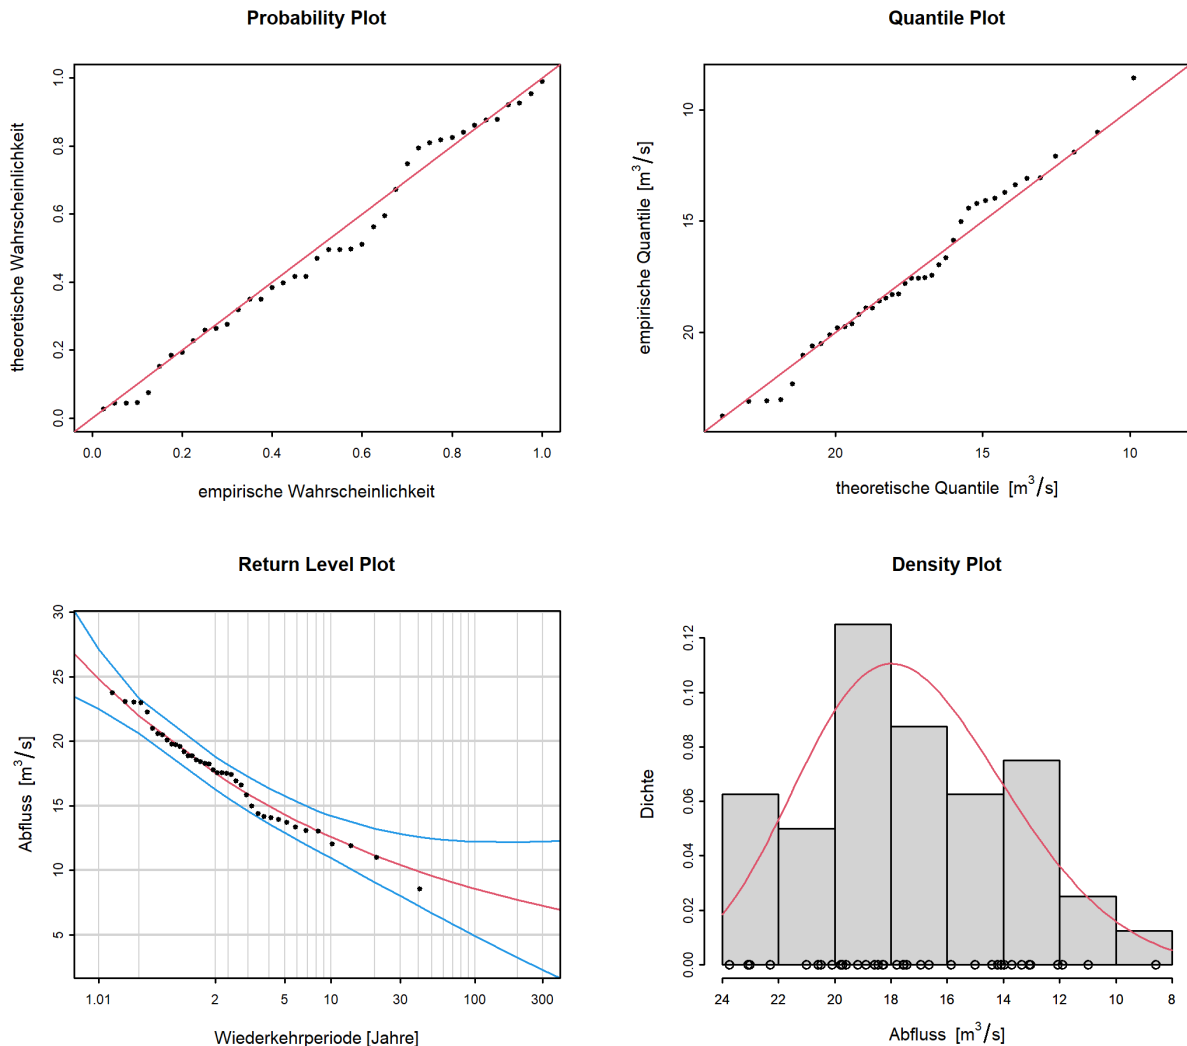 Probability Plot
theoretische Wahrscheinlichkeit
1.0
0.8
0.6
0.4
0.2
0.0
0.0 0.2 0.4 0.6 0.8 1.0
empirische Wahrscheinlichkeit
Quantile Plot
empirische Quantile [m³/s]
10
15
20
20 15 10
theoretische Quantile [m³/s]
Return Level Plot
Abfluss [m³/s]
30
25
20
15
10
5
1.01 2 5 10 30 100 300
Wiederkehrperiode [Jahre]
Density Plot
Dichte
0.12
0.10
0.08
0.06
0.04
0.02
0.00
24 22 20 18 16 14 12 10 8
Abfluss [m³/s]